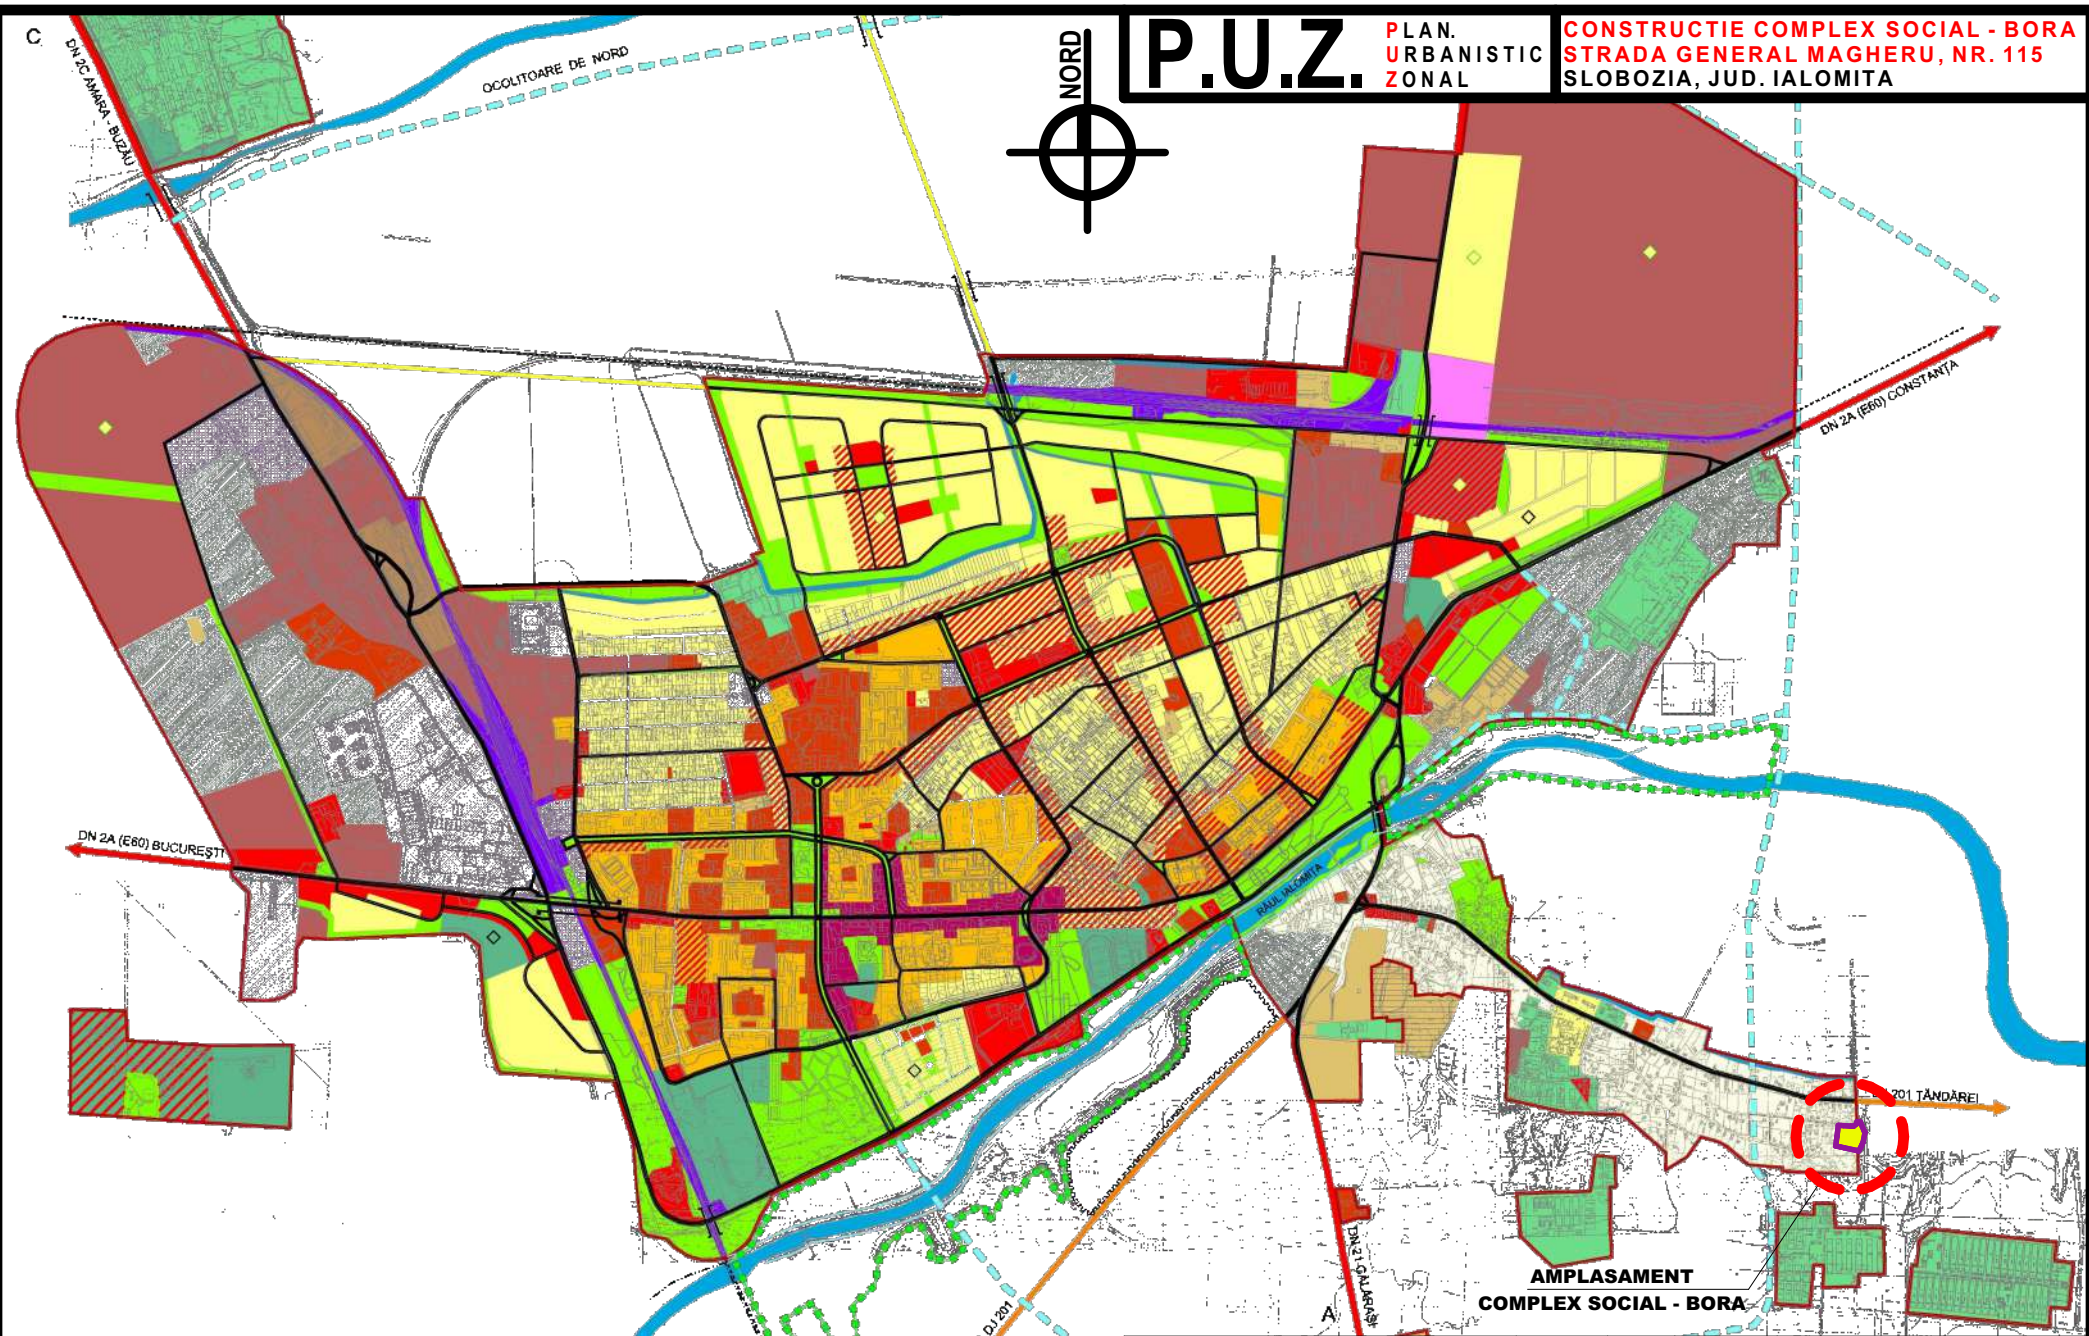 C
DN 2C AMARA - BUZĂU
OCOLITOARE DE NORD
NORD
P.U.Z.
PLAN.
URBANISTIC
ZONAL
CONSTRUCTIE COMPLEX SOCIAL - BORA
STRADA GENERAL MAGHERU, NR. 115
SLOBOZIA, JUD. IALOMITA
DN 2A (E60) CONSTANȚA
DN 2A (E60) BUCUREȘTI
RÂUL IALOMIȚA
201 ȚĂNDĂREI
AMPLASAMENT
COMPLEX SOCIAL - BORA
DN 21 CĂLĂRAȘI
A
DJ 201